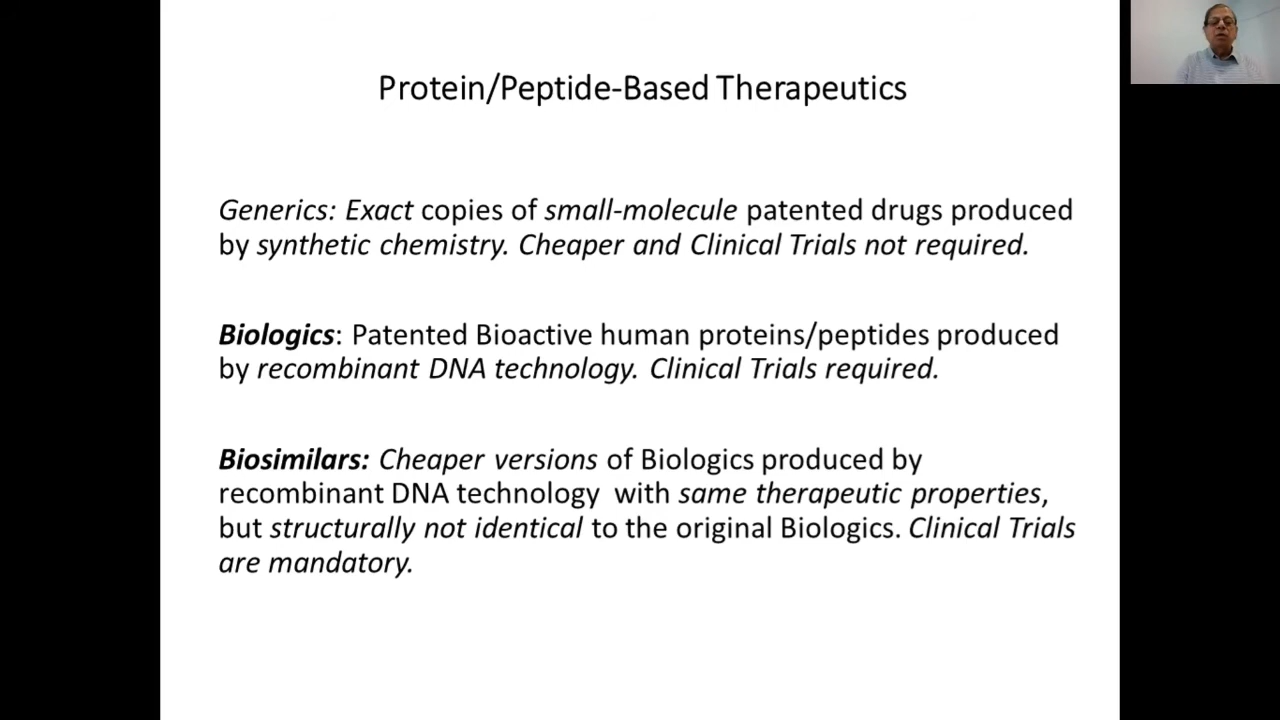 Protein/Peptide-Based Therapeutics
Generics: Exact copies of small-molecule patented drugs produced
by synthetic chemistry. Cheaper and Clinical Trials not required.
Biologics: Patented Bioactive human proteins/peptides produced
by recombinant DNA technology. Clinical Trials required.
Biosimilars: Cheaper versions of Biologics produced by
recombinant DNA technology with same therapeutic properties,
but structurally not identical to the original Biologics. Clinical Trials
are mandatory.